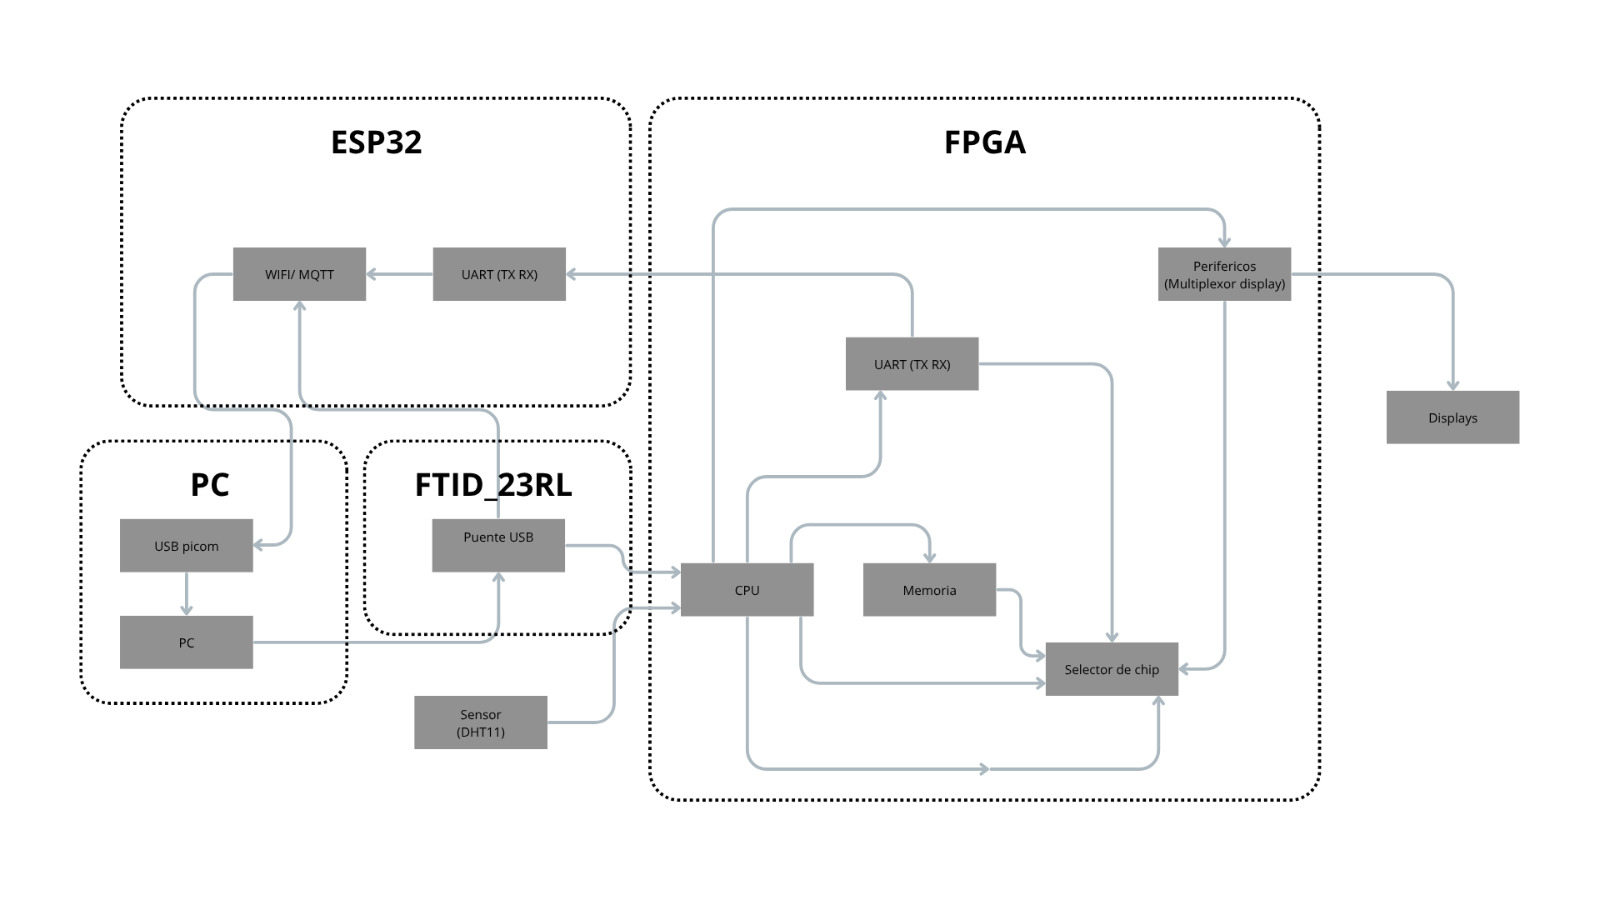 ESP32
FPGA
WIFI/ MQTT
UART (TX RX)
Perifericos
(Multiplexor display)
UART (TX RX)
Displays
PC
FTID_23RL
USB picom
Puente USB
CPU
Memoria
PC
Selector de chip
Sensor
(DHT11)